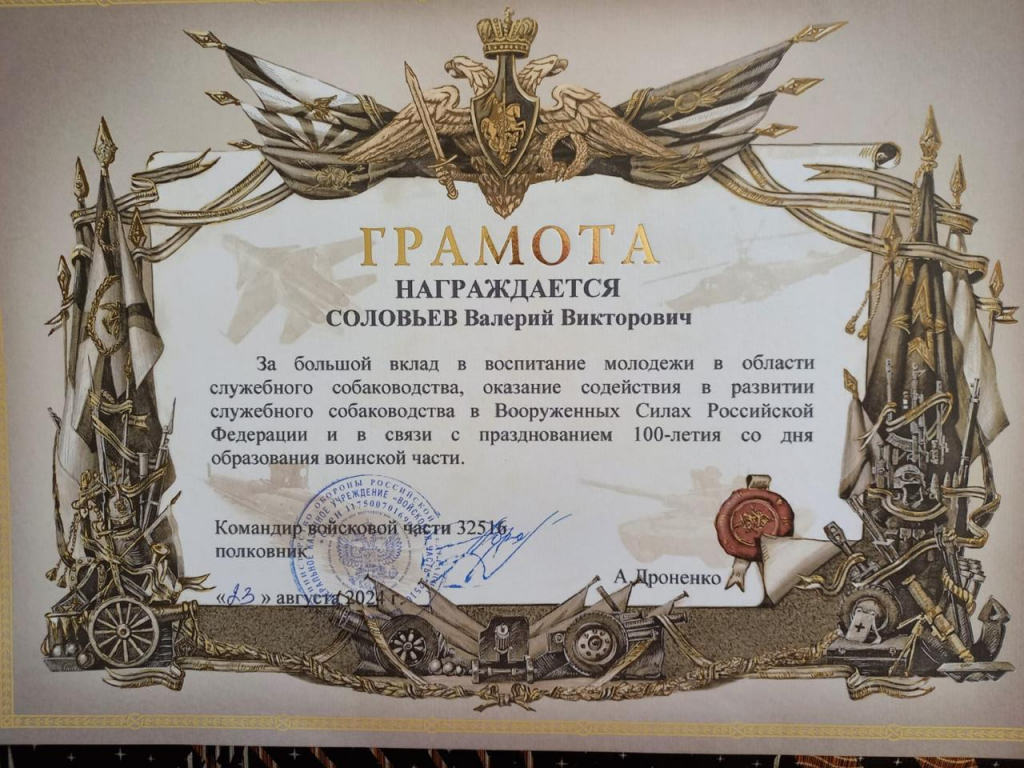 ГРАМОТА
НАГРАЖДАЕТСЯ
СОЛОВЬЕВ Валерий Викторович
За большой вклад в воспитание молодежи в области
служебного собаководства, оказание содействия в развитии
служебного собаководства в Вооруженных Силах Российской
Федерации и в связи с празднованием 100-летия со дня
образования воинской части.
Командир войсковой части 32516
полковник
А.Дроненко
«23» августа 2024 г.